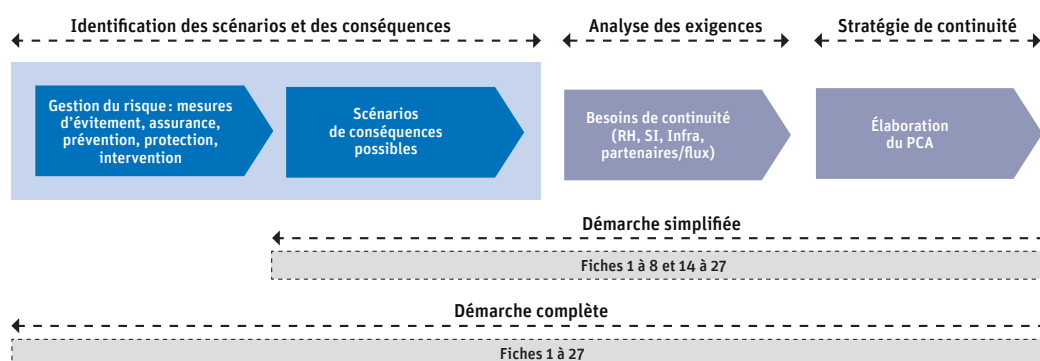 Identification des scénarios et des conséquences
Analyse des exigences
Stratégie de continuité
Gestion du risque : mesures
d'évitement, assurance,
prévention, protection,
intervention
Scénarios
de conséquences
possibles
Besoins de continuité
(RH, SI, Infra,
partenaires/flux)
Élaboration
du PCA
Démarche simplifiée
Fiches 1 à 8 et 14 à 27
Démarche complète
Fiches 1 à 27